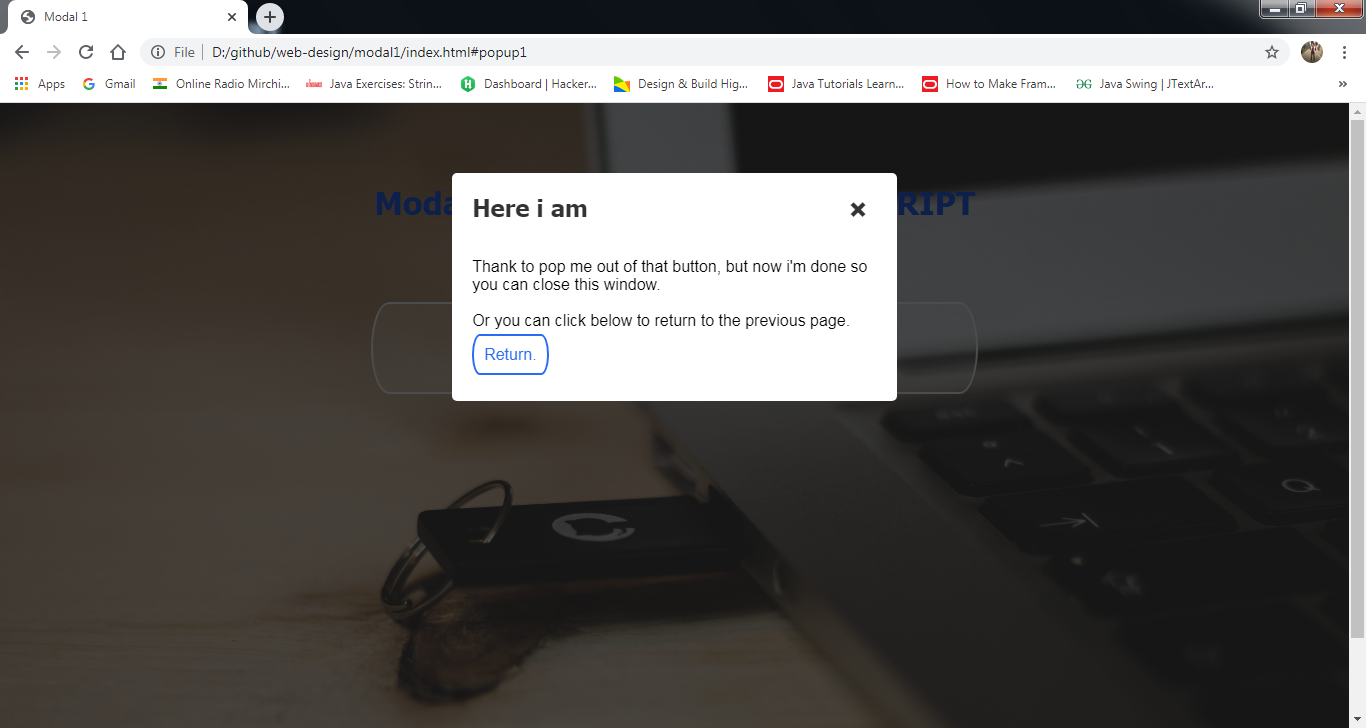 Modal 1
File
D:/github/web-design/modal1/index.html#popup1
Apps
Gmail
Online Radio Mirchi...
Java Exercises: Strin...
Dashboard | Hacker...
Design & Build Hig...
Java Tutorials Learn...
How to Make Fram...
Java Swing | JTextAr...
Here i am
Thank to pop me out of that button, but now i'm done so
you can close this window.
Or you can click below to return to the previous page.
Return.